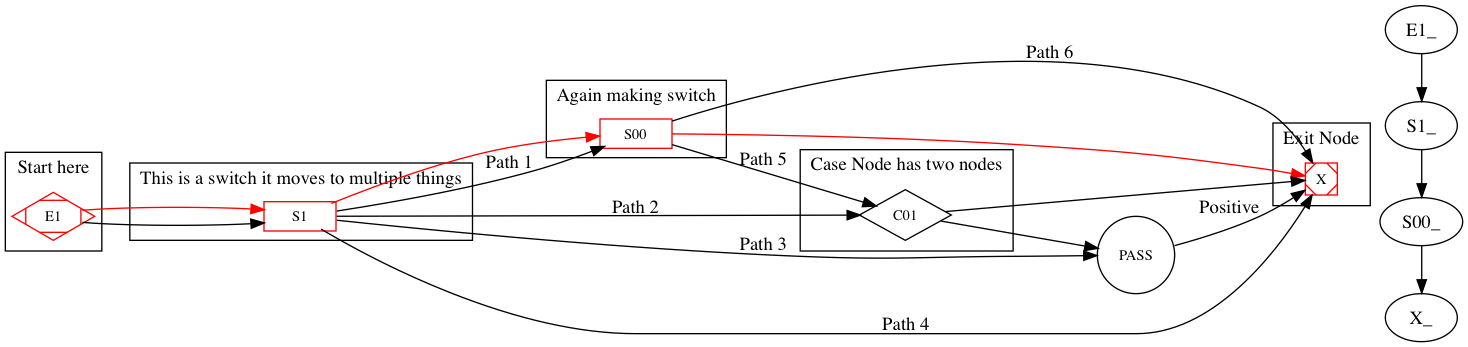 Start here
E1
This is a switch it moves to multiple things
S1
Path 1
Again making switch
S00
Path 2
Path 3
Path 4
Path 5
Path 6
Case Node has two nodes
C01
PASS
Positive
Exit Node
X
E1_
S1_
S00_
X_